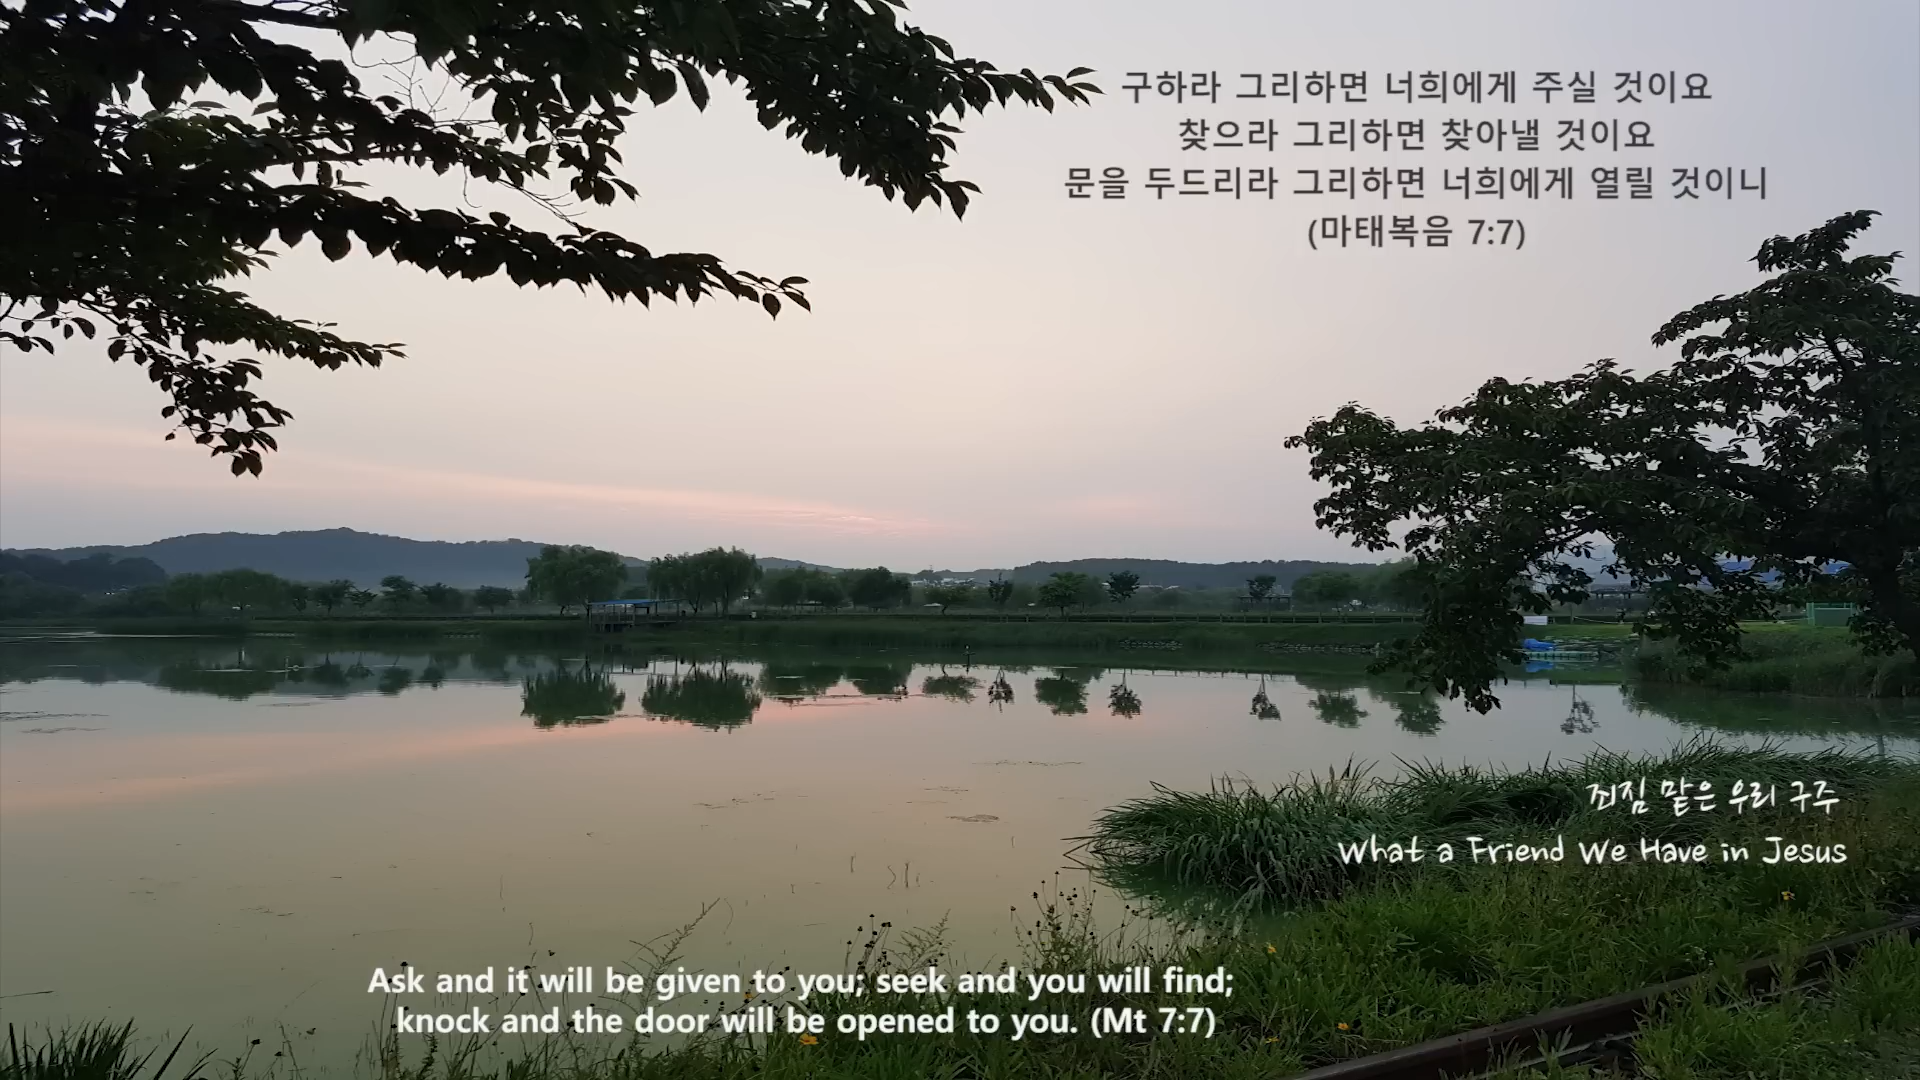 구하라 그리하면 너희에게 주실 것이요
찾으라 그리하면 찾아낼 것이요
문을 두드리라 그리하면 너희에게 열릴 것이니
(마태복음 7:7)
죄짐 맡은 우리 구주
What a Friend We Have in Jesus
Ask and it will be given to you; seek and you will find;
knock and the door will be opened to you. (Mt 7:7)